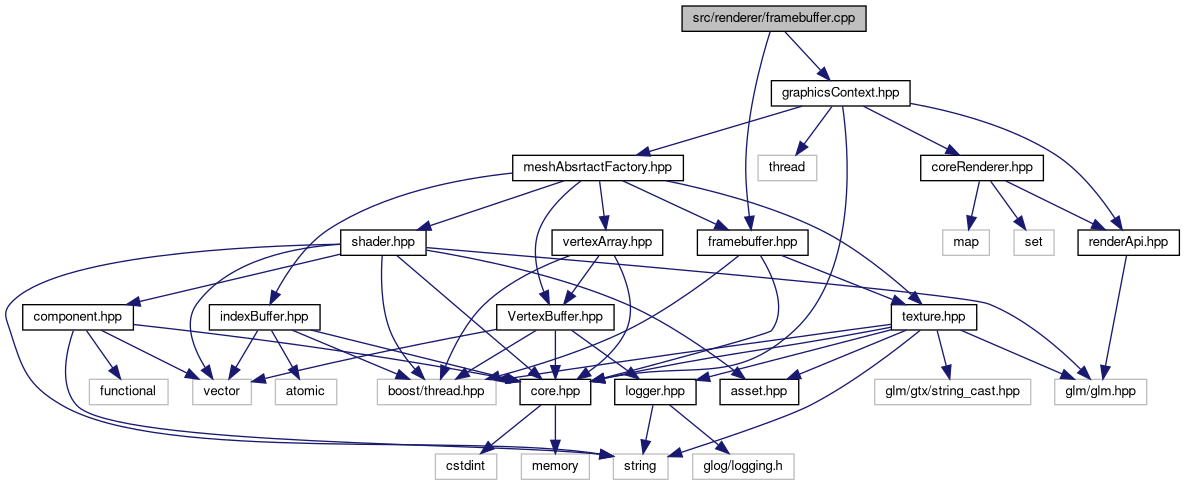 src/renderer/framebuffer.cpp
graphicsContext.hpp
meshAbsrtactFactory.hpp
thread
coreRenderer.hpp
shader.hpp
vertexArray.hpp
framebuffer.hpp
map
set
renderApi.hpp
component.hpp
indexBuffer.hpp
VertexBuffer.hpp
texture.hpp
functional
vector
atomic
boost/thread.hpp
core.hpp
logger.hpp
asset.hpp
glm/gtx/string_cast.hpp
glm/glm.hpp
cstdint
memory
string
glog/logging.h